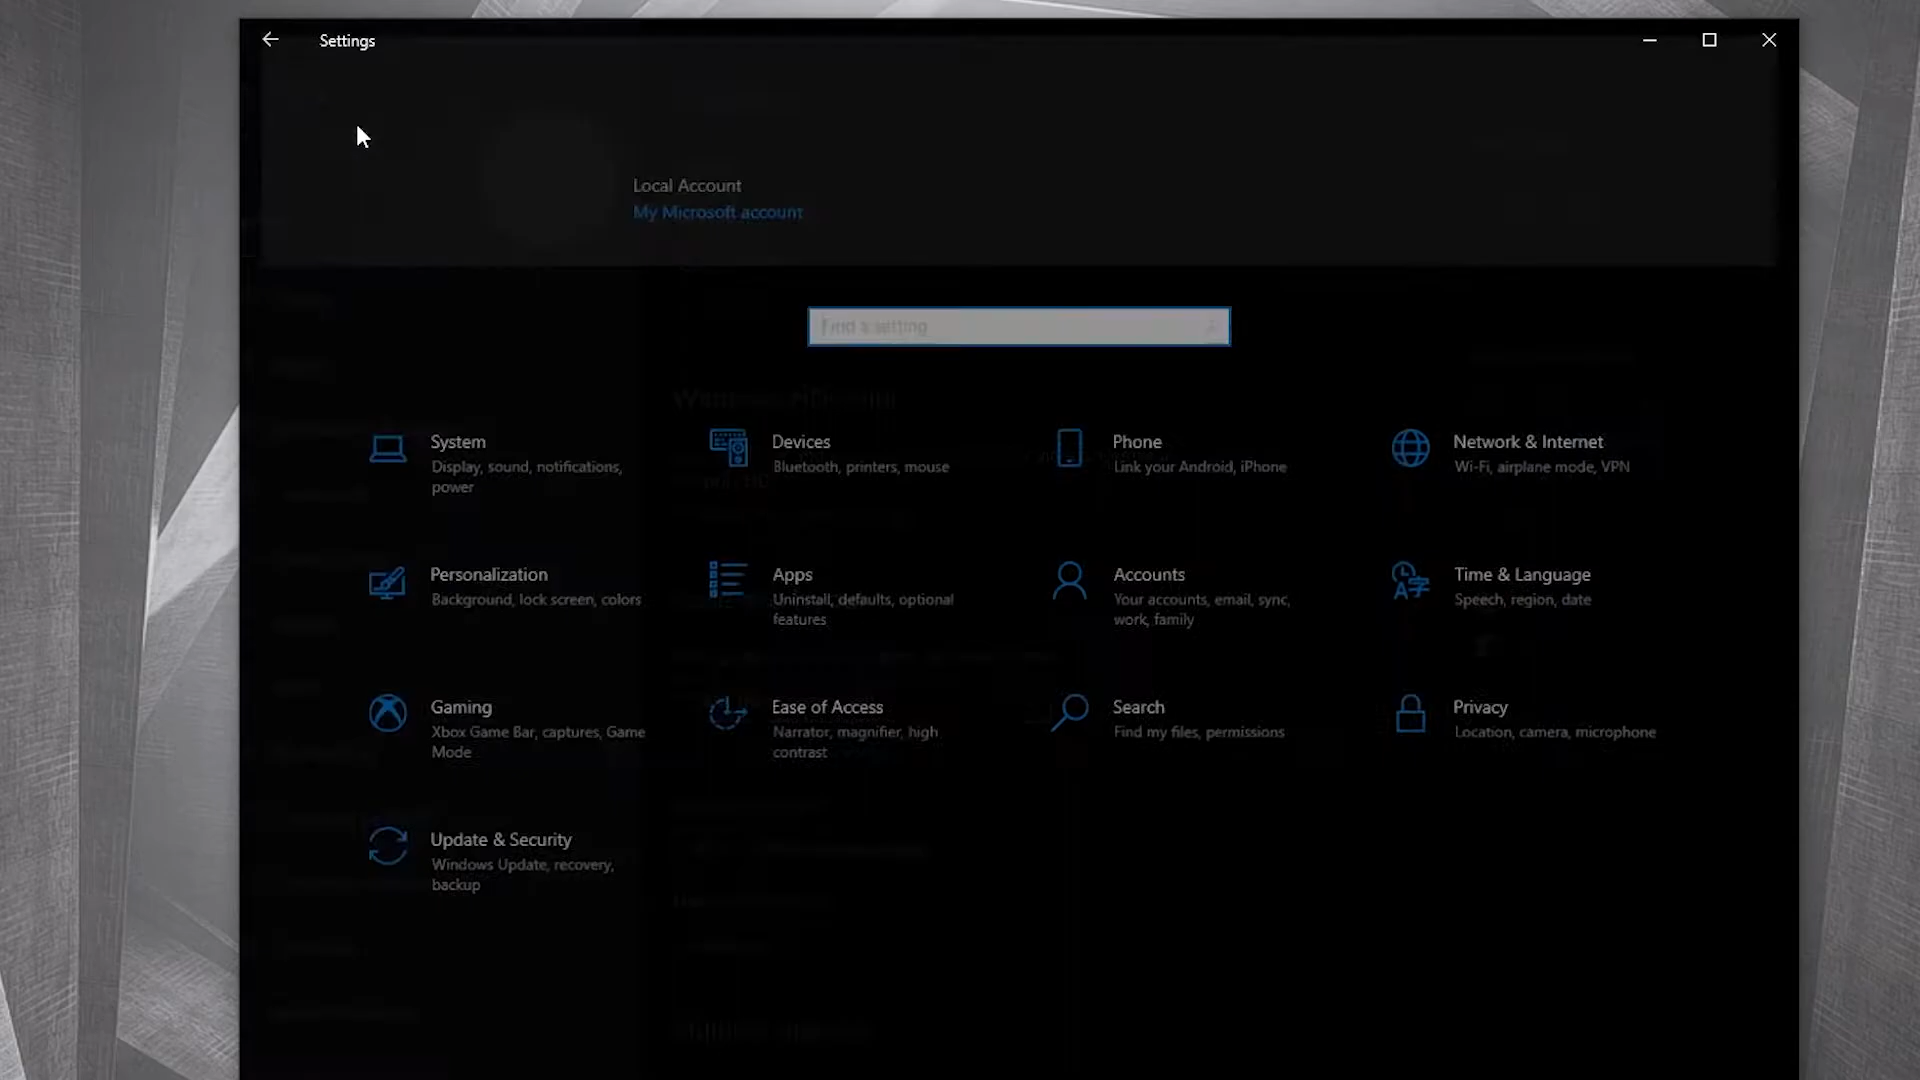 Settings
Local Account
My Microsoft account
Find a setting
System
Display, sound, notifications,
power
Devices
Bluetooth, printers, mouse
Phone
Link your Android, iPhone
Network & Internet
Wi-Fi, airplane mode, VPN
Personalization
Background, lock screen, colors
Apps
Uninstall, defaults, optional
features
Accounts
Your accounts, email, sync,
work, family
Time & Language
Speech, region, date
Gaming
Xbox Game Bar, captures, Game
Mode
Ease of Access
Narrator, magnifier, high
contrast
Search
Find my files, permissions
Privacy
Location, camera, microphone
Update & Security
Windows Update, recovery,
backup